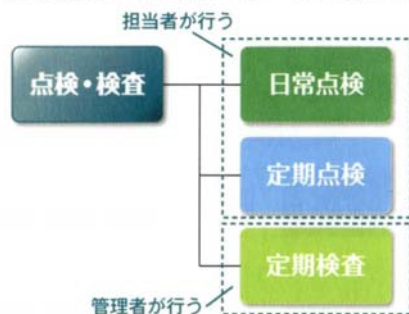 担当者が行う
点検・検査
日常点検
定期点検
定期検査
管理者が行う